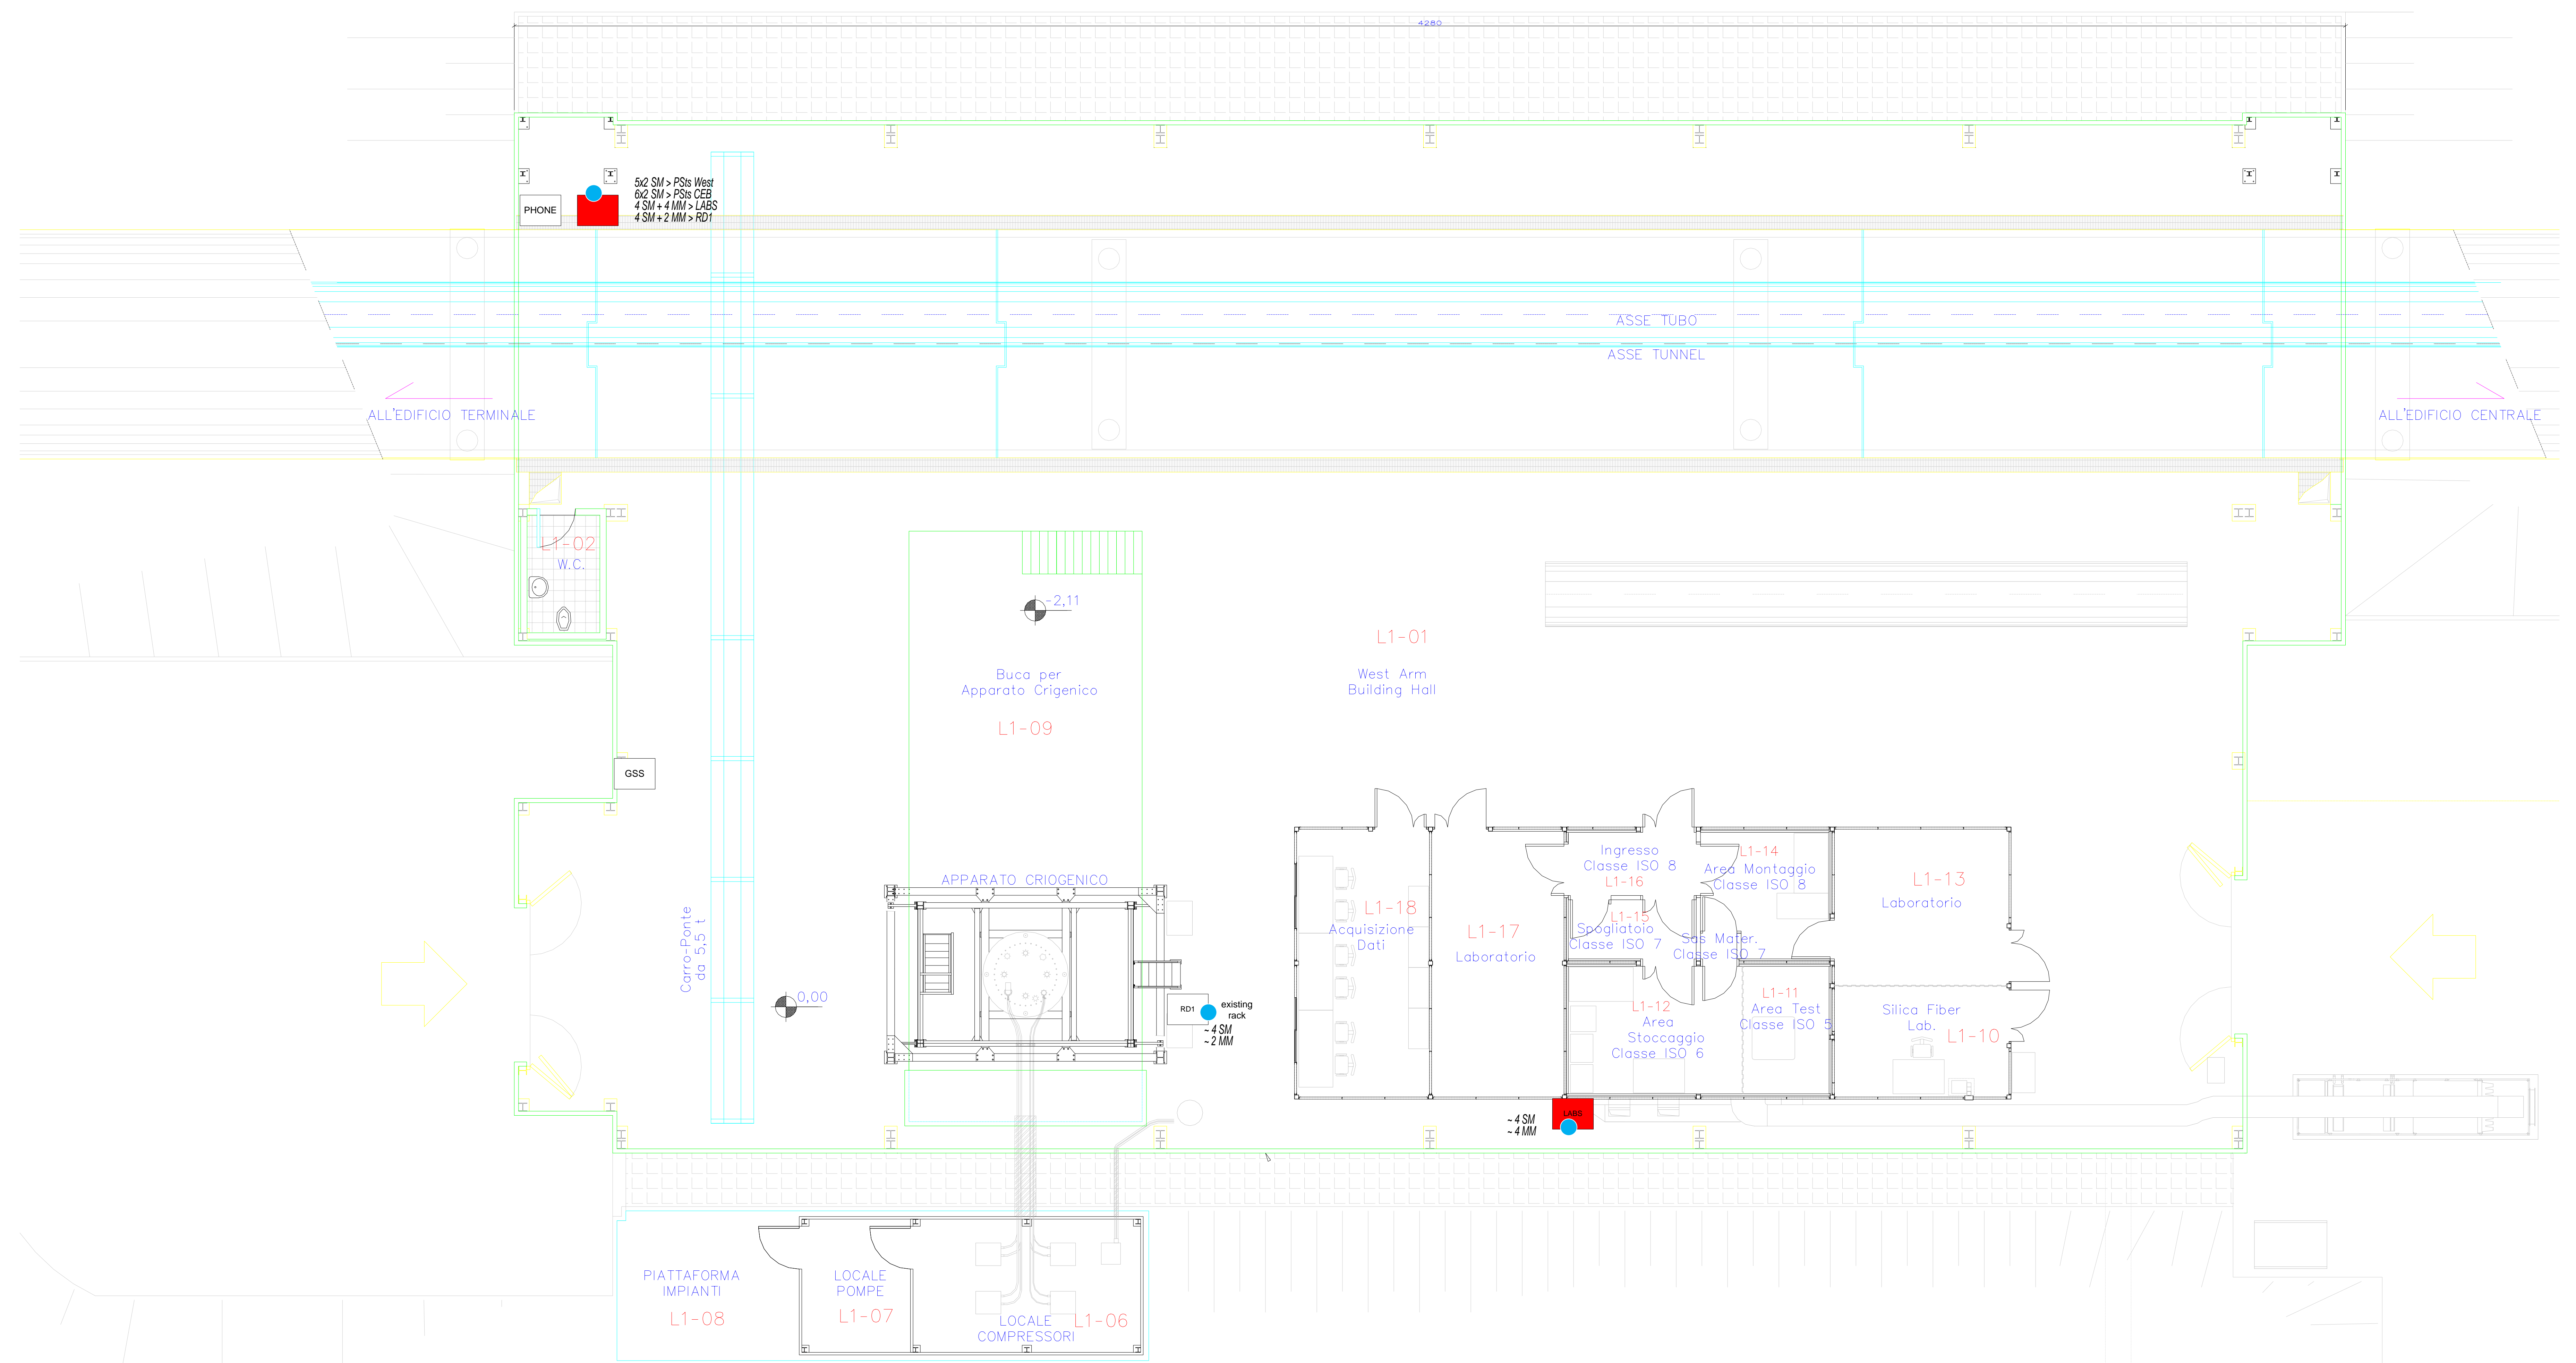 4280
5x2 SM > PSts West
6x2 SM > PSts CEB
4 SM + 4 MM > LABS
4 SM + 2 MM > RD1
PHONE
ASSE TUBO
ASSE TUNNEL
ALL'EDIFICIO TERMINALE
ALL'EDIFICIO CENTRALE
L1-02
W.C.
-2,11
L1-01
West Arm
Building Hall
Buca per
Apparato Crigenico
L1-09
GSS
APPARATO CRIOGENICO
Carro-Ponte
da 5,5 t
0,00
RD1
existing
rack
~ 4 SM
~ 2 MM
L1-18
Acquisizione
Dati
L1-17
Laboratorio
Ingresso
Classe ISO 8
L1-16
L1-14
Area Montaggio
Classe ISO 8
L1-15
Spogliatoio
Classe ISO 7
Sas Mater.
Classe ISO 7
L1-13
Laboratorio
L1-12
Area
Stoccaggio
Classe ISO 6
L1-11
Area Test
Classe ISO 5
Silica Fiber
Lab.
L1-10
LABS
~ 4 SM
~ 4 MM
PIATTAFORMA
IMPIANTI
L1-08
LOCALE
POMPE
L1-07
LOCALE
COMPRESSORI
L1-06